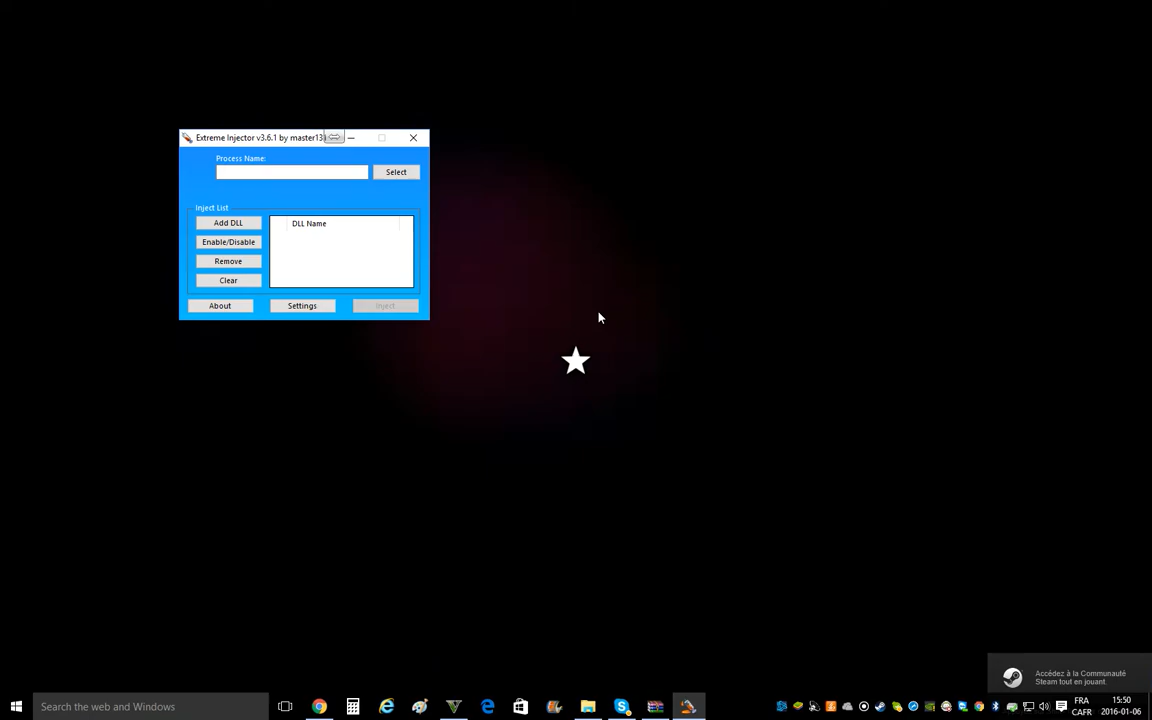 Extreme Injector v3.6.1 by master13
Process Name:
Select
Inject List
Add DLL
DLL Name
Enable/Disable
Remove
Clear
About
Settings
Inject
Accédez à la Communauté
Steam tout en jouant.
Search the web and Windows
FRA
CAFR
15:50
2016-01-06